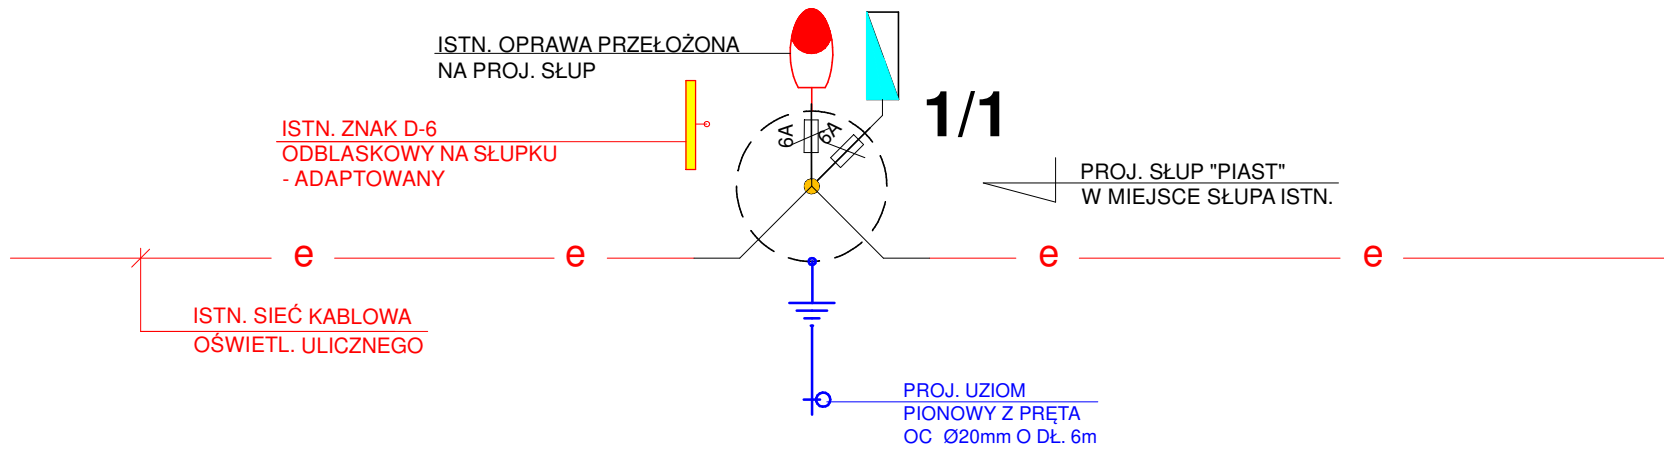 ISTN. OPRAWA PRZEŁOŻONA
NA PROJ. SŁUP
1/1
6A
6A
ISTN. ZNAK D-6
ODBLASKOWY NA SŁUPKU
- ADAPTOWANY
PROJ. SŁUP "PIAST"
W MIEJSCE SŁUPA ISTN.
e e e e
ISTN. SIEĆ KABLOWA
OŚWIETL. ULICZNEGO
PROJ. UZIOM
PIONOWY Z PRĘTA
OC Ø20mm O DŁ. 6m